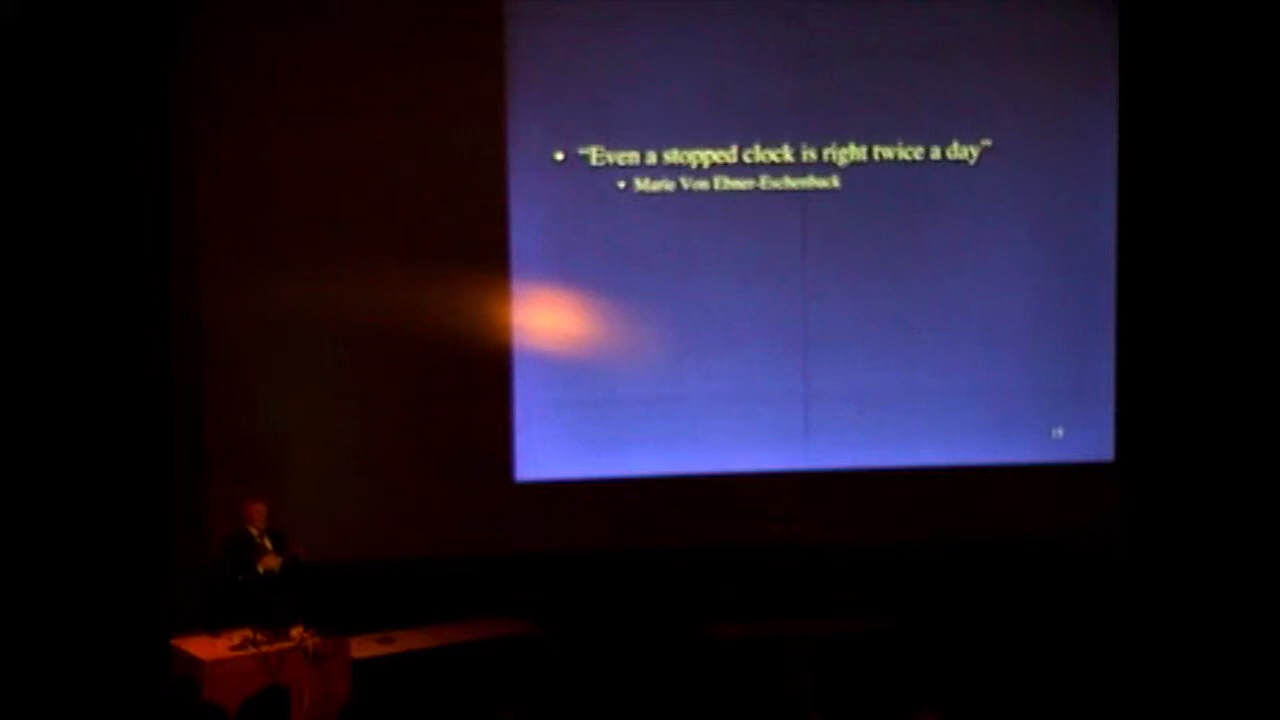 • "Even a stopped clock is right twice a day"
• Marie Von Ebner-Eschenback